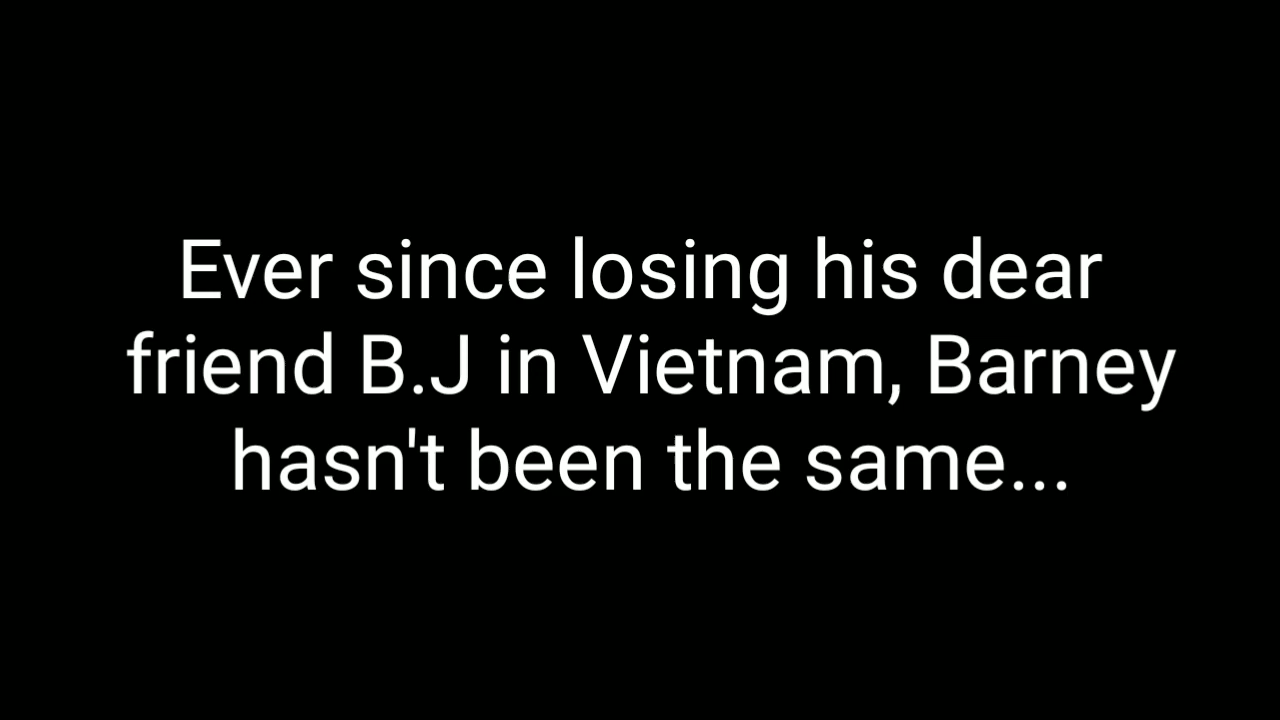 Ever since losing his dear
friend B.J in Vietnam, Barney
hasn't been the same...